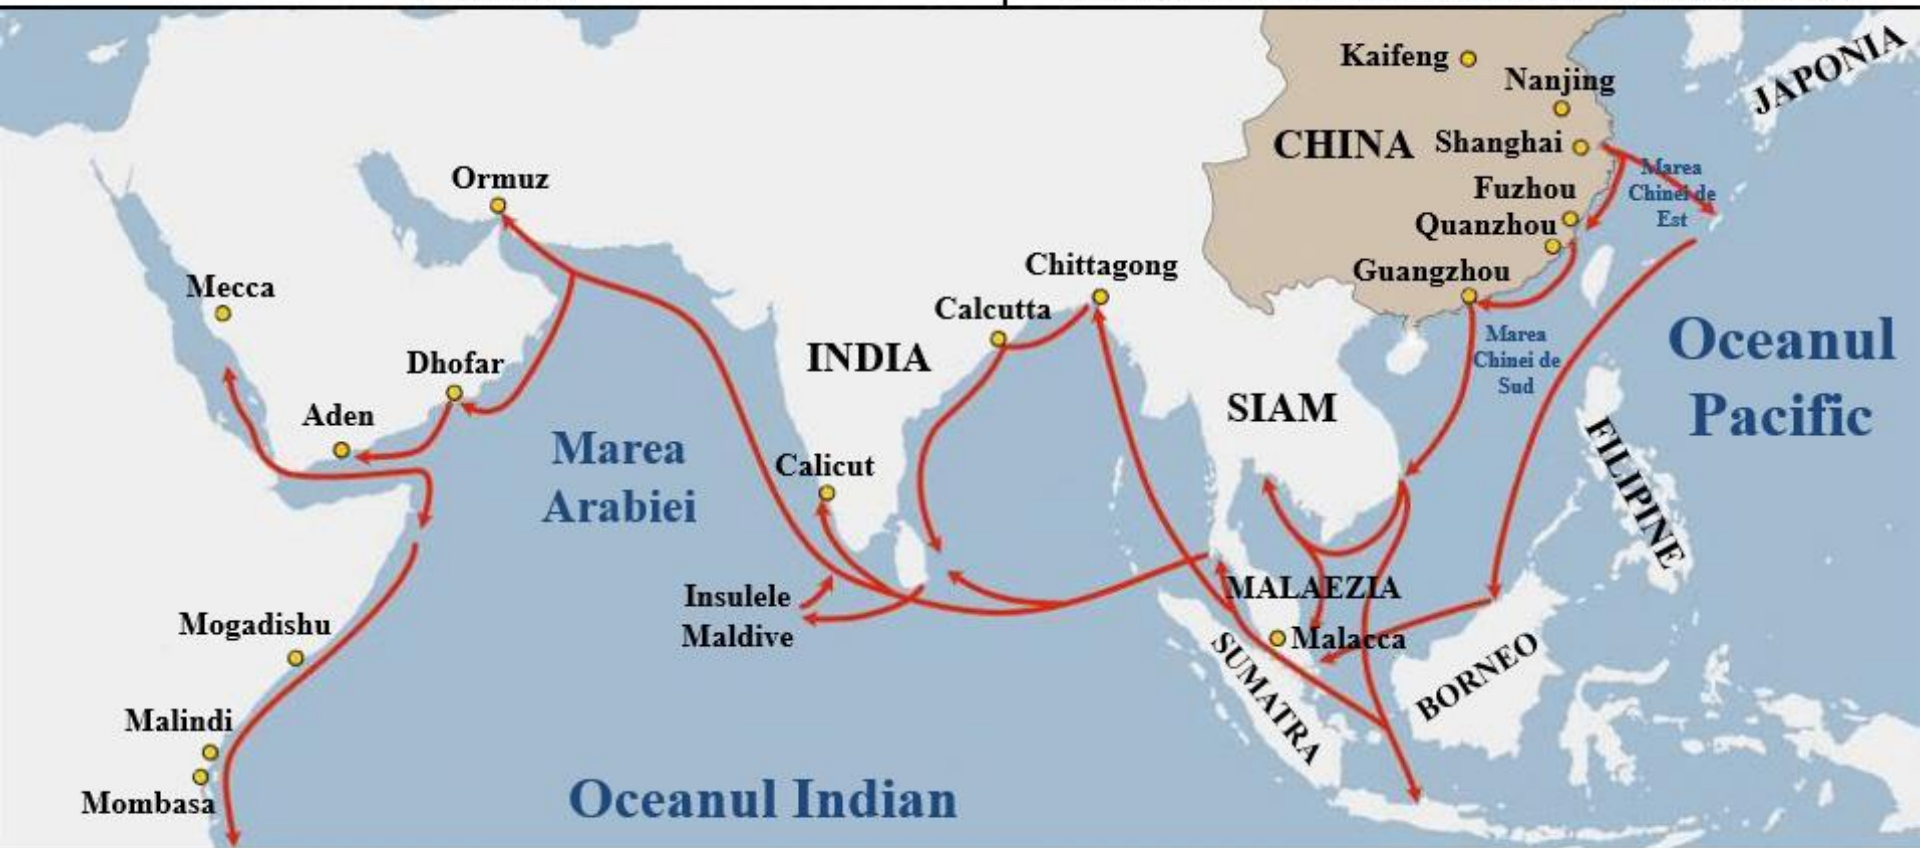 Kaifeng
Nanjing
JAPONIA
CHINA
Shanghai
Marea
Chinei de
Est
Fuzhou
Quanzhou
Guangzhou
Ormuz
Mecca
Chittagong
Calcutta
INDIA
Dhofar
Aden
Marea
Arabiei
Calicut
SIAM
Marea
Chinei de
Sud
Oceanul
Pacific
FILIPINE
Insulele
Maldive
MALAEZIA
Malacca
SUMATRA
BORNEO
Mogadishu
Malindi
Mombasa
Oceanul Indian